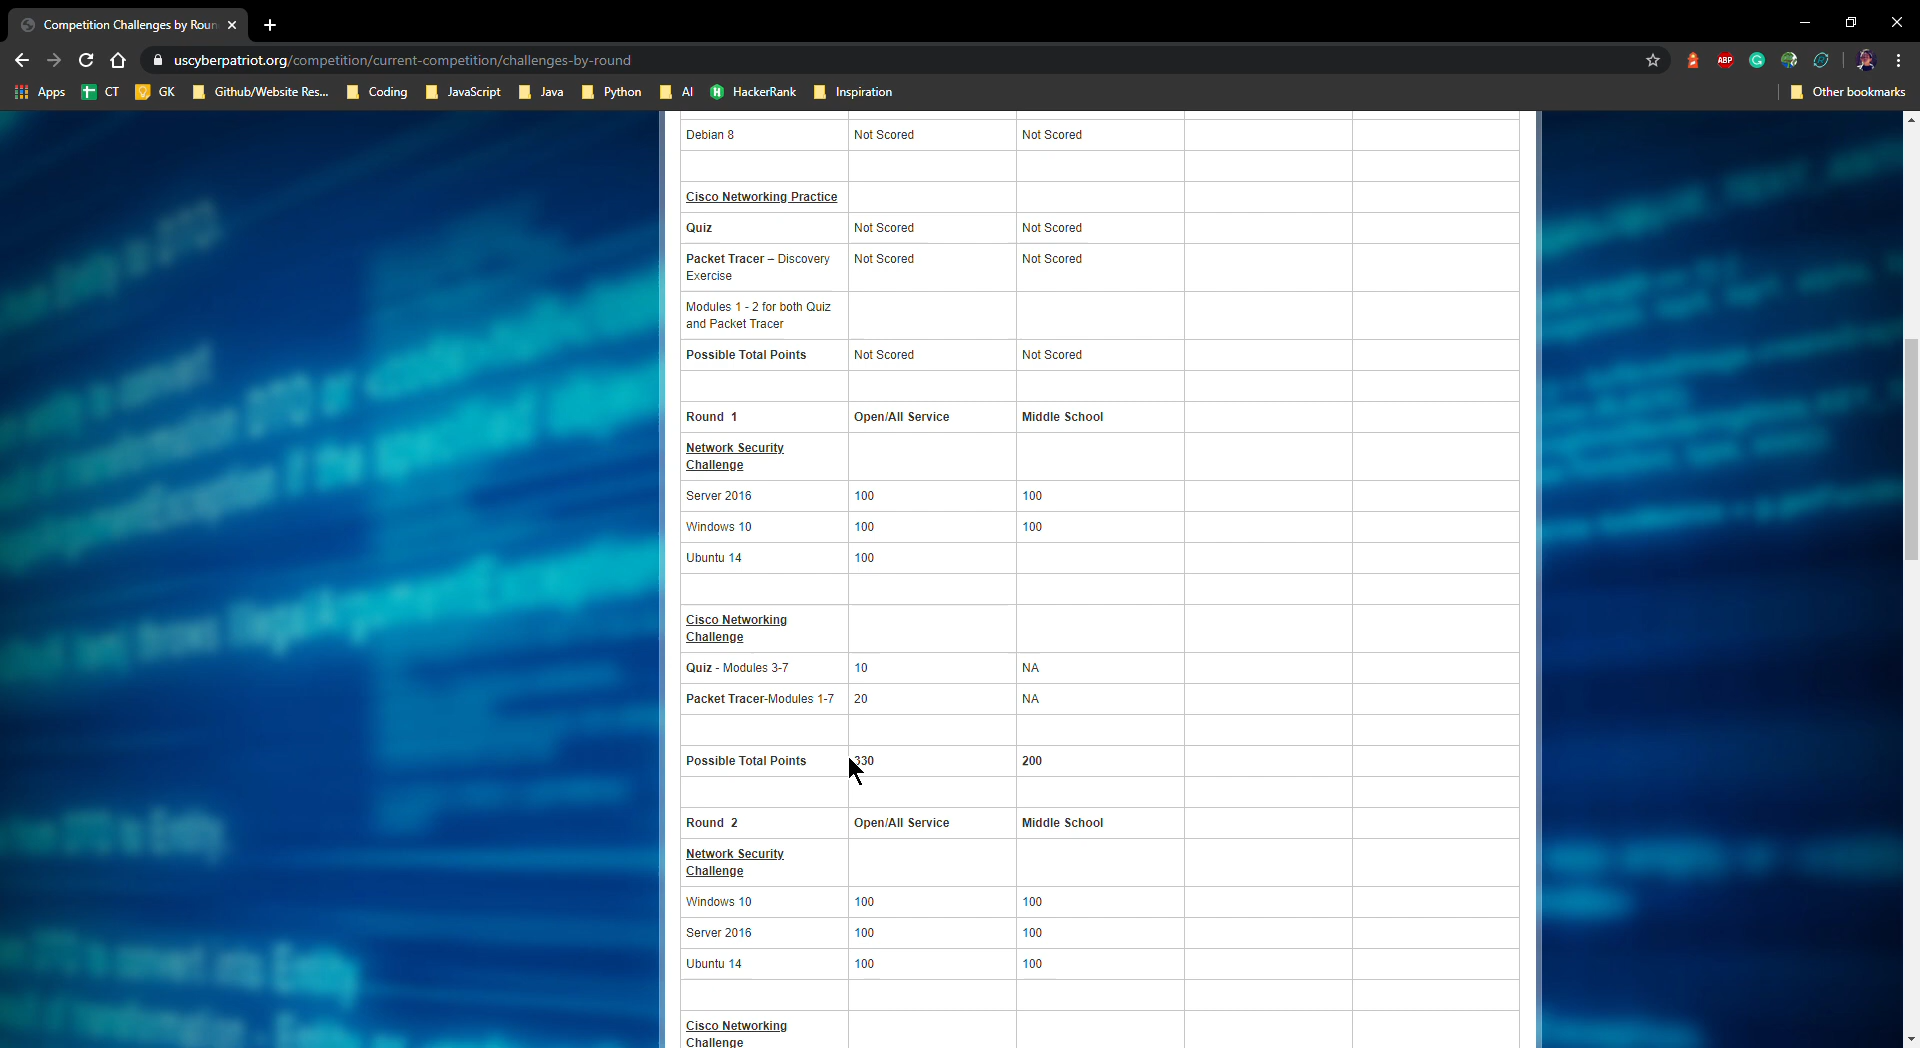 Competition Challenges by Roun
uscyberpatriot.org/competition/current-competition/challenges-by-round
ABP
Apps CT GK Github/Website Res... Coding JavaScript Java Python AI HackerRank Inspiration Other bookmarks
Debian 8 Not Scored Not Scored
Cisco Networking Practice
Quiz Not Scored Not Scored
Packet Tracer – Discovery Not Scored Not Scored
Exercise
Modules 1 - 2 for both Quiz
and Packet Tracer
Possible Total Points Not Scored Not Scored
Round 1 Open/All Service Middle School
Network Security
Challenge
Server 2016 100 100
Windows 10 100 100
Ubuntu 14 100
Cisco Networking
Challenge
Quiz - Modules 3-7 10 NA
Packet Tracer-Modules 1-7 20 NA
Possible Total Points 330 200
Round 2 Open/All Service Middle School
Network Security
Challenge
Windows 10 100 100
Server 2016 100 100
Ubuntu 14 100 100
Cisco Networking
Challenge